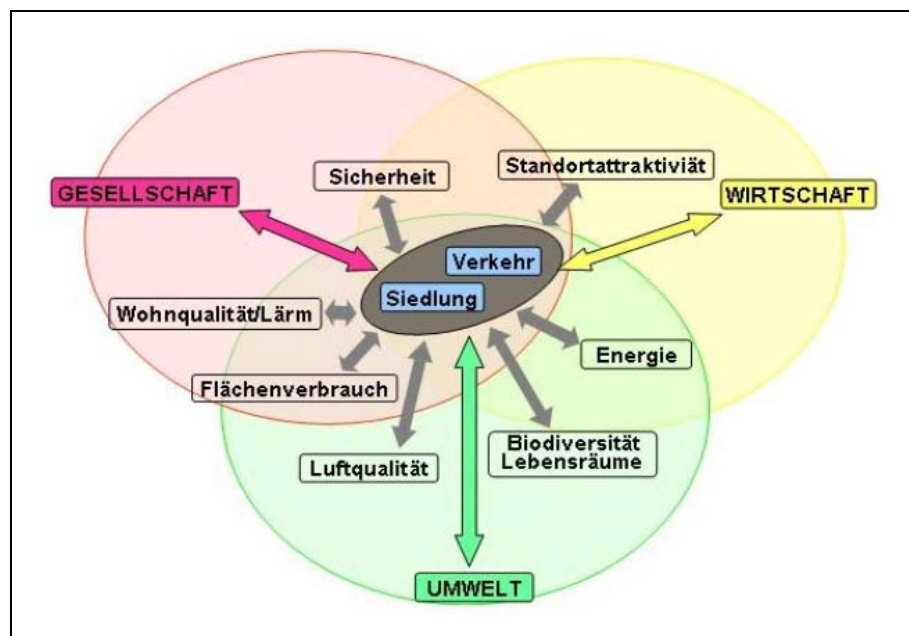 Standortattraktiviät
Sicherheit
GESELLSCHAFT
WIRTSCHAFT
Verkehr
Siedlung
Wohnqualität/Lärm
Energie
Flächenverbrauch
Biodiversität
Lebensräume
Luftqualität
UMWELT